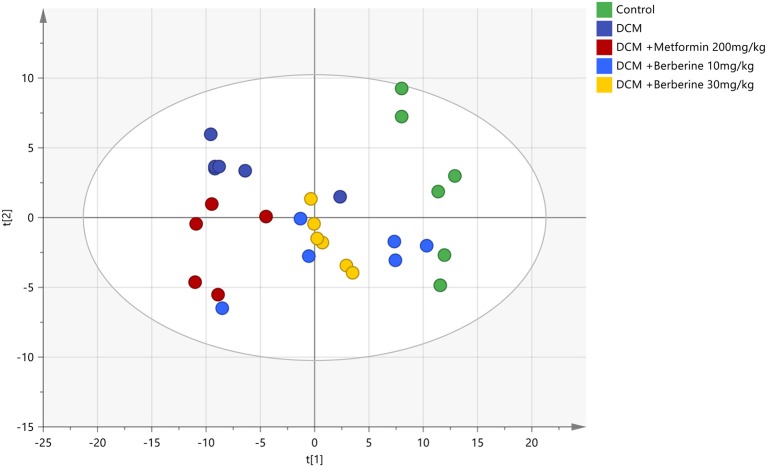 Control
DCM
DCM +Metformin 200mg/kg
DCM +Berberine 10mg/kg
DCM +Berberine 30mg/kg
10
5
0
-5
-10
-15
t[2]
-25 -20 -15 -10 -5 0 5 10 15 20
t[1]